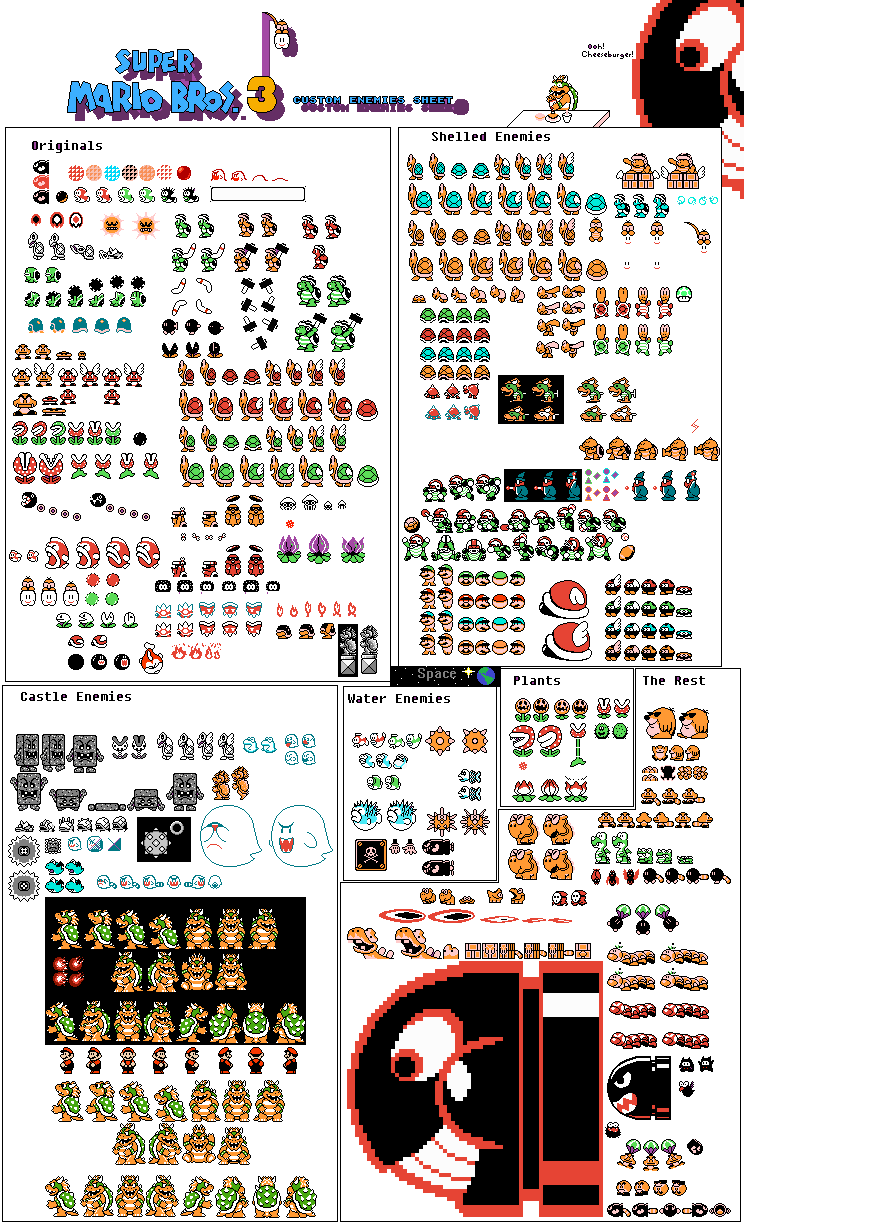 SUPER
MARIO BROS. 3
CUSTOM ENEMIES SHEET
Ooh!
Cheeseburger!
Originals
Shelled Enemies
Space
Castle Enemies
Water Enemies
Plants
The Rest